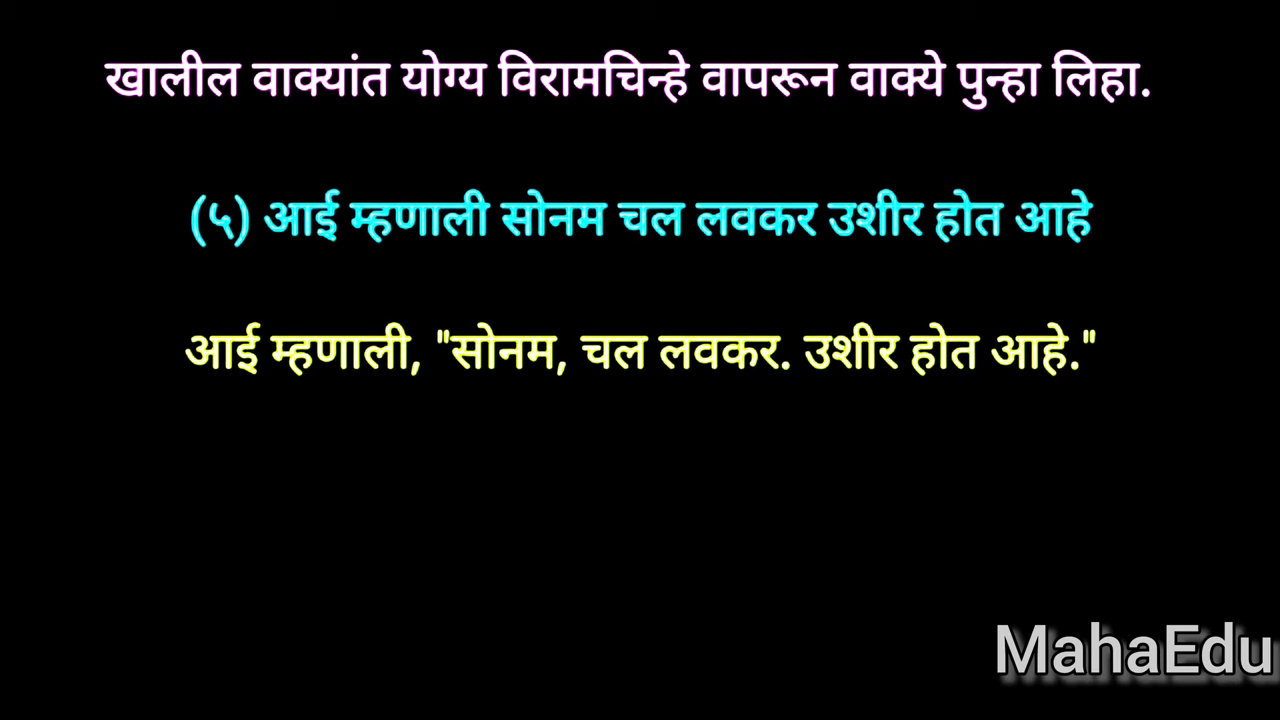 खालील वाक्यांत योग्य विरामचिन्हे वापरून वाक्ये पुन्हा लिहा.
(५) आई म्हणाली सोनम चल लवकर उशीर होत आहे
आई म्हणाली, "सोनम, चल लवकर. उशीर होत आहे."
MahaEdu